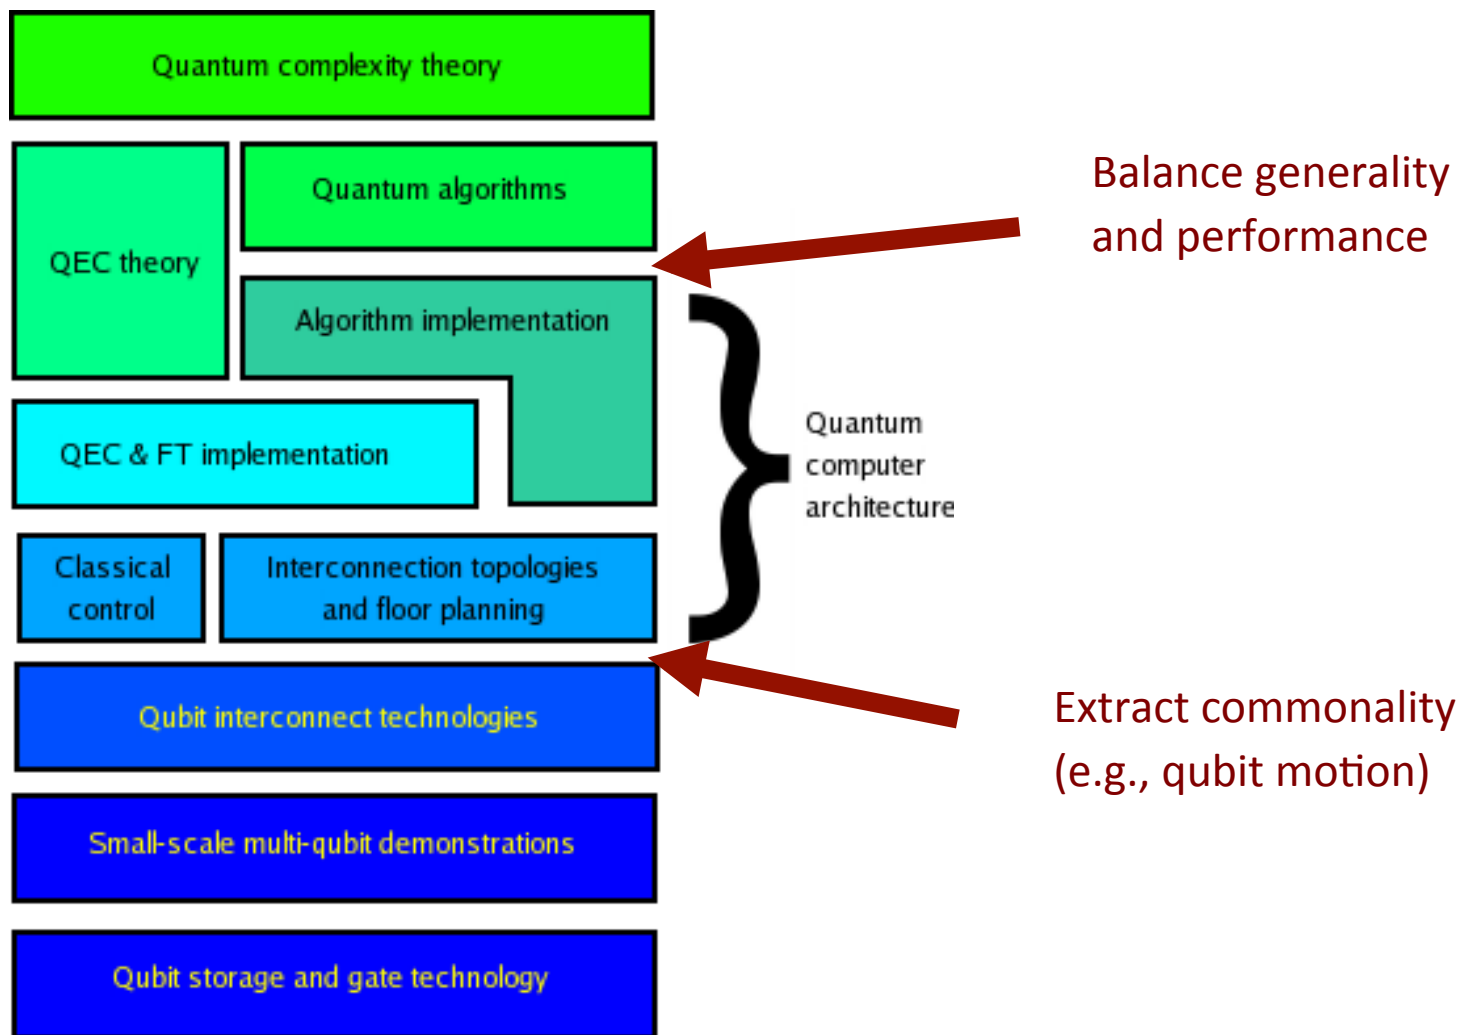 Quantum complexity theory
Quantum algorithms
QEC theory
Algorithm implementation
QEC & FT implementation
Classical
control
Interconnection topologies
and floor planning
Qubit interconnect technologies
Small-scale multi-qubit demonstrations
Qubit storage and gate technology
Quantum
computer
architecture
Balance generality
and performance
Extract commonality
(e.g., qubit motion)